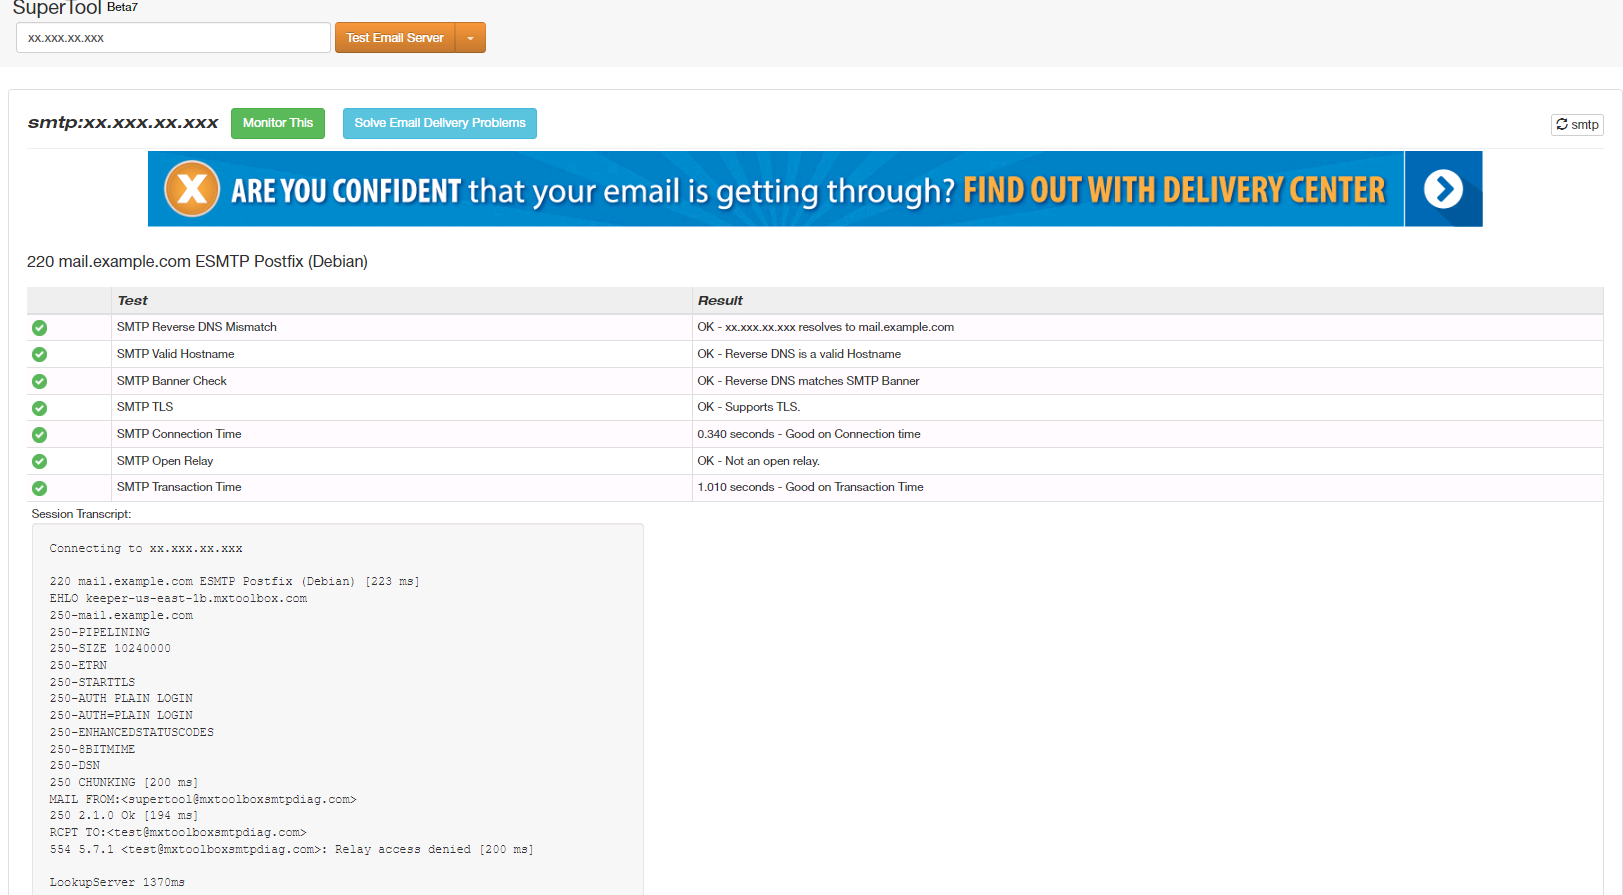 SuperTool Beta7
xx.xxx.xx.xxx
Test Email Server
smtp:xx.xxx.xx.xxx
Monitor This
Solve Email Delivery Problems
smtp
ARE YOU CONFIDENT that your email is getting through? FIND OUT WITH DELIVERY CENTER
220 mail.example.com ESMTP Postfix (Debian)
Test Result
SMTP Reverse DNS Mismatch OK - xx.xxx.xx.xxx resolves to mail.example.com
SMTP Valid Hostname OK - Reverse DNS is a valid Hostname
SMTP Banner Check OK - Reverse DNS matches SMTP Banner
SMTP TLS OK - Supports TLS.
SMTP Connection Time 0.340 seconds - Good on Connection time
SMTP Open Relay OK - Not an open relay.
SMTP Transaction Time 1.010 seconds - Good on Transaction Time
Session Transcript:
Connecting to xx.xxx.xx.xxx
220 mail.example.com ESMTP Postfix (Debian) [223 ms]
EHLO keeper-us-east-1b.mxtoolbox.com
250-mail.example.com
250-PIPELINING
250-SIZE 10240000
250-ETRN
250-STARTTLS
250-AUTH PLAIN LOGIN
250-AUTH=PLAIN LOGIN
250-ENHANCEDSTATUSCODES
250-8BITMIME
250-DSN
250 CHUNKING [200 ms]
MAIL FROM:<supertool@mxtoolboxsmtpdiag.com>
250 2.1.0 Ok [194 ms]
RCPT TO:<test@mxtoolboxsmtpdiag.com>
554 5.7.1 <test@mxtoolboxsmtpdiag.com>: Relay access denied [200 ms]
LookupServer 1370ms